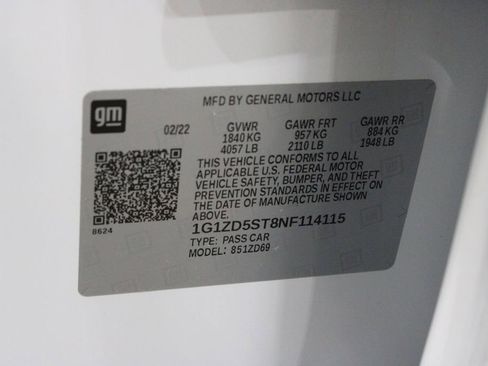 gm
MFD BY GENERAL MOTORS LLC
02/22 GVWR GAWR FRT GAWR RR
1840 KG 957 KG 884 KG
4057 LB 2110 LB 1948 LB
THIS VEHICLE CONFORMS TO ALL
APPLICABLE U.S. FEDERAL MOTOR
VEHICLE SAFETY, BUMPER, AND THEFT
PREVENTION STANDARDS IN EFFECT ON
THE DATE OF MANUFACTURE SHOWN
ABOVE.
8624
1G1ZD5ST8NF114115
TYPE: PASS CAR
MODEL: 851ZD69